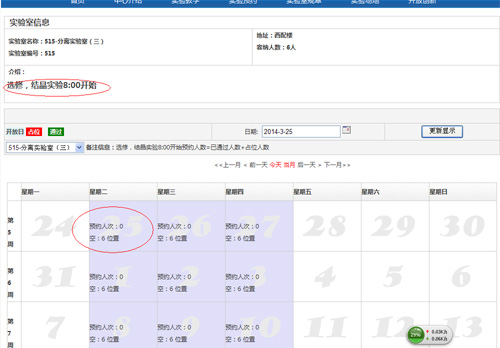 首页 中心介绍 实验教学 实验预约 实验室规章 实验场地 开放创新
实验室信息
实验室名称：515-分离实验室（三）
地址：西配楼
实验室编号：515
容纳人数：6人
介绍：
选修，结晶实验8:00开始
开放日 占位 通过
日期: 2014-3-25 更新显示
515-分离实验室（三） 备注信息：选修，结晶实验8:00开始预约人数=已通过人数+占位人数
<<上一月 < 前一天 今天 当月 后一天 > 下一月>>
星期一 星期二 星期三 星期四 星期五 星期六 星期日
第5周 24 25 26 27 28 29 30
预约人次：0 预约人次：0 预约人次：0
空：6 位置 空：6 位置 空：6 位置
第6周 31 1 2 3 4 5 6
预约人次：0 预约人次：0 预约人次：0
空：6 位置 空：6 位置 空：6 位置
第7周 7 8 9 10 11 12 13
预约人次：0 预约人次：0 预约人次：0
空：6 位置 空：6 位置 空：6 位置
29%